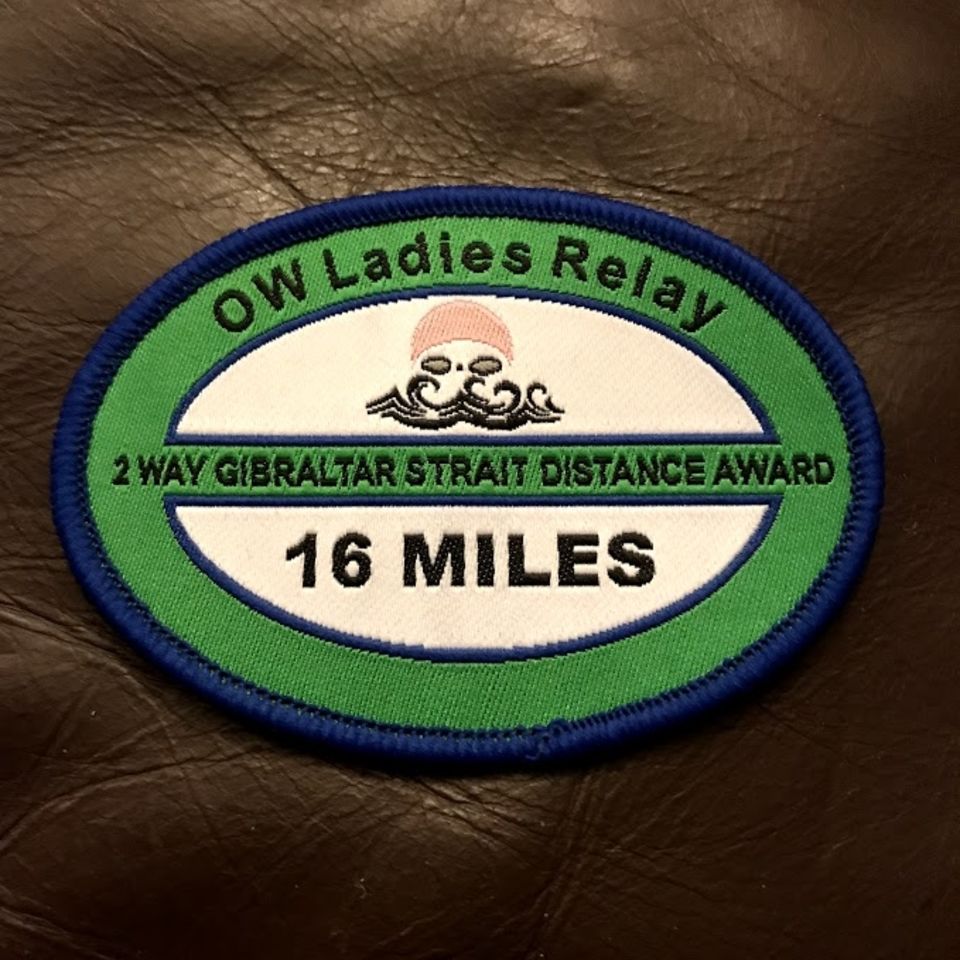 OW Ladies Relay
2 WAY GIBRALTAR STRAIT DISTANCE AWARD
16 MILES